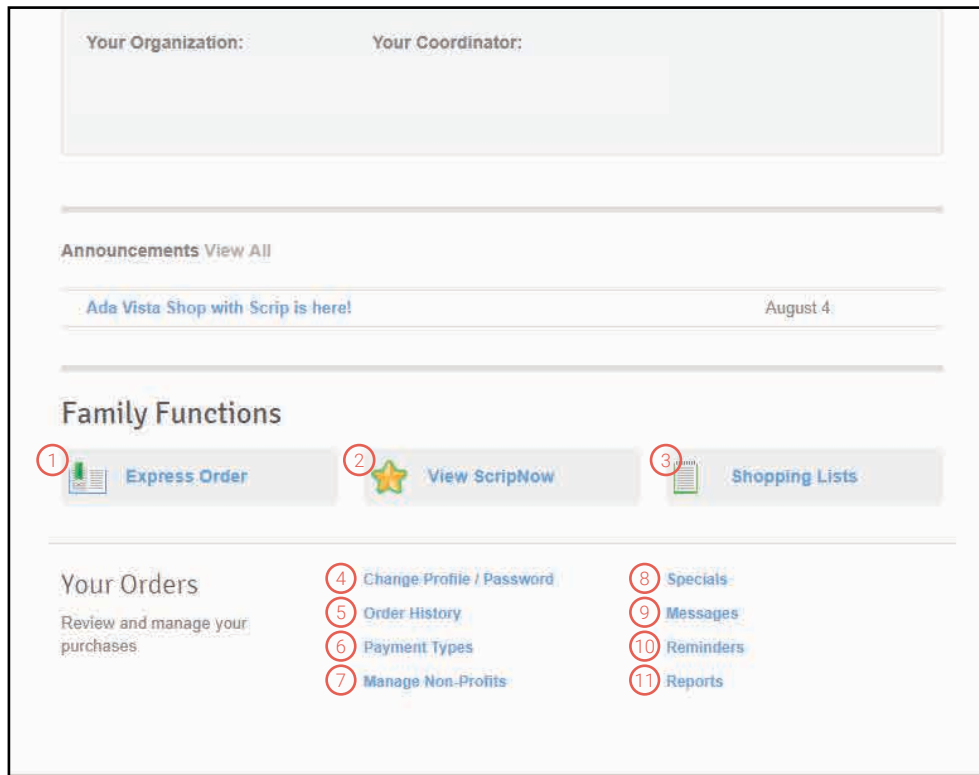 Your Organization: Your Coordinator:
Announcements View All
Ada Vista Shop with Scrip is here! August 4
Family Functions
1 Express Order 2 View ScripNow 3 Shopping Lists
Your Orders
Review and manage your
purchases
4 Change Profile / Password
5 Order History
6 Payment Types
7 Manage Non-Profits
8 Specials
9 Messages
10 Reminders
11 Reports